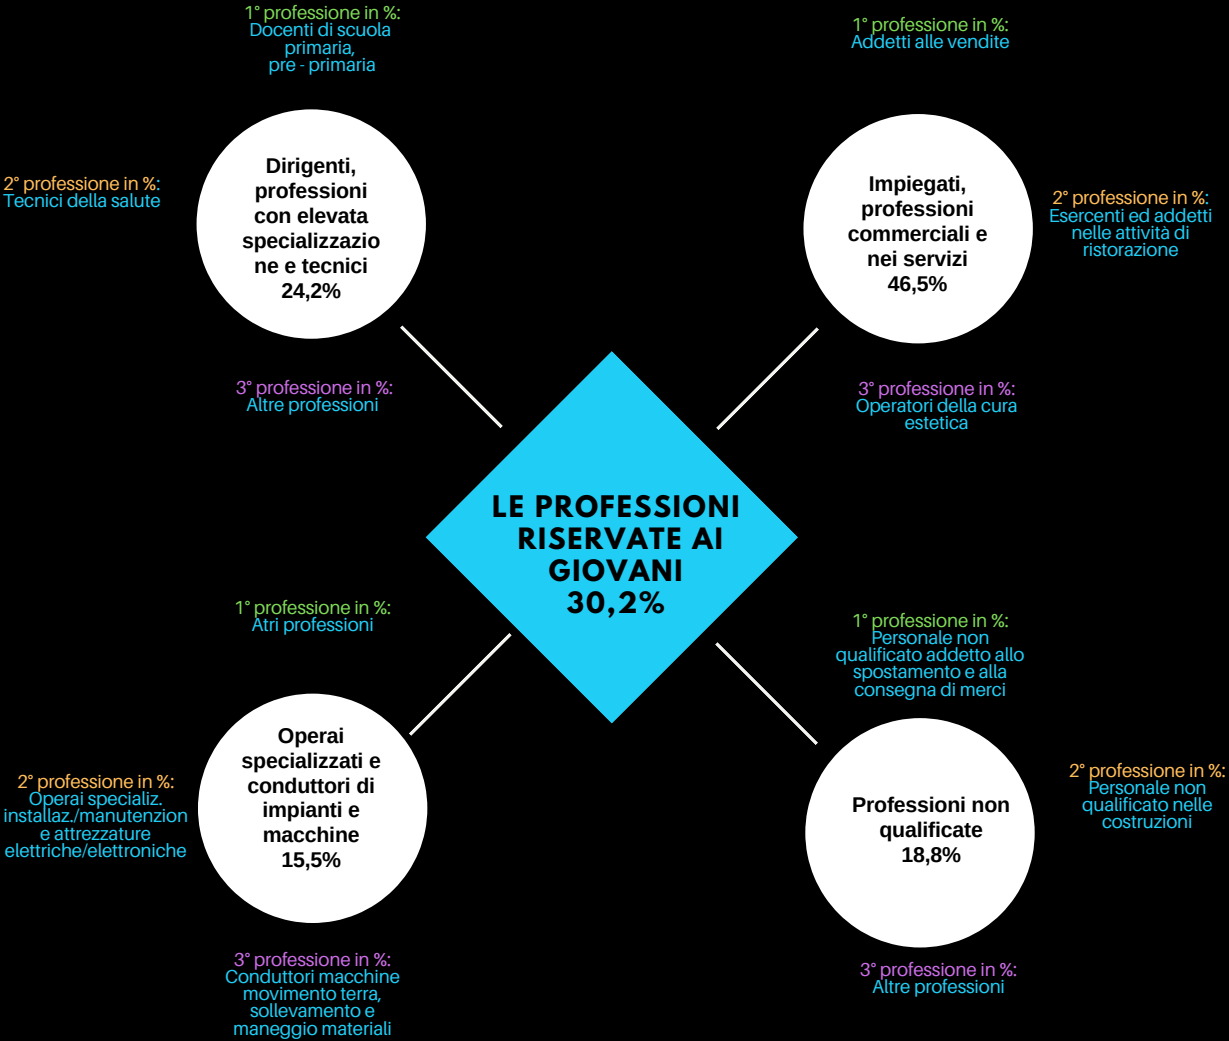 1° professione in %:
Docenti di scuola
primaria,
pre - primaria
2° professione in %:
Tecnici della salute
Dirigenti,
professioni
con elevata
specializzazio
ne e tecnici
24,2%
3° professione in %:
Altre professioni
1° professione in %:
Addetti alle vendite
Impiegati,
professioni
commerciali e
nei servizi
46,5%
2° professione in %:
Esercenti ed addetti
nelle attività di
ristorazione
3° professione in %:
Operatori della cura
estetica
LE PROFESSIONI
RISERVATE AI
GIOVANI
30,2%
1° professione in %:
Atri professioni
2° professione in %:
Operai specializ.
installaz./manutenzion
e attrezzature
elettriche/elettroniche
Operai
specializzati e
conduttori di
impianti e
macchine
15,5%
3° professione in %:
Conduttori macchine
movimento terra,
sollevamento e
maneggio materiali
1° professione in %:
Personale non
qualificato addetto allo
spostamento e alla
consegna di merci
Professioni non
qualificate
18,8%
2° professione in %:
Personale non
qualificato nelle
costruzioni
3° professione in %:
Altre professioni